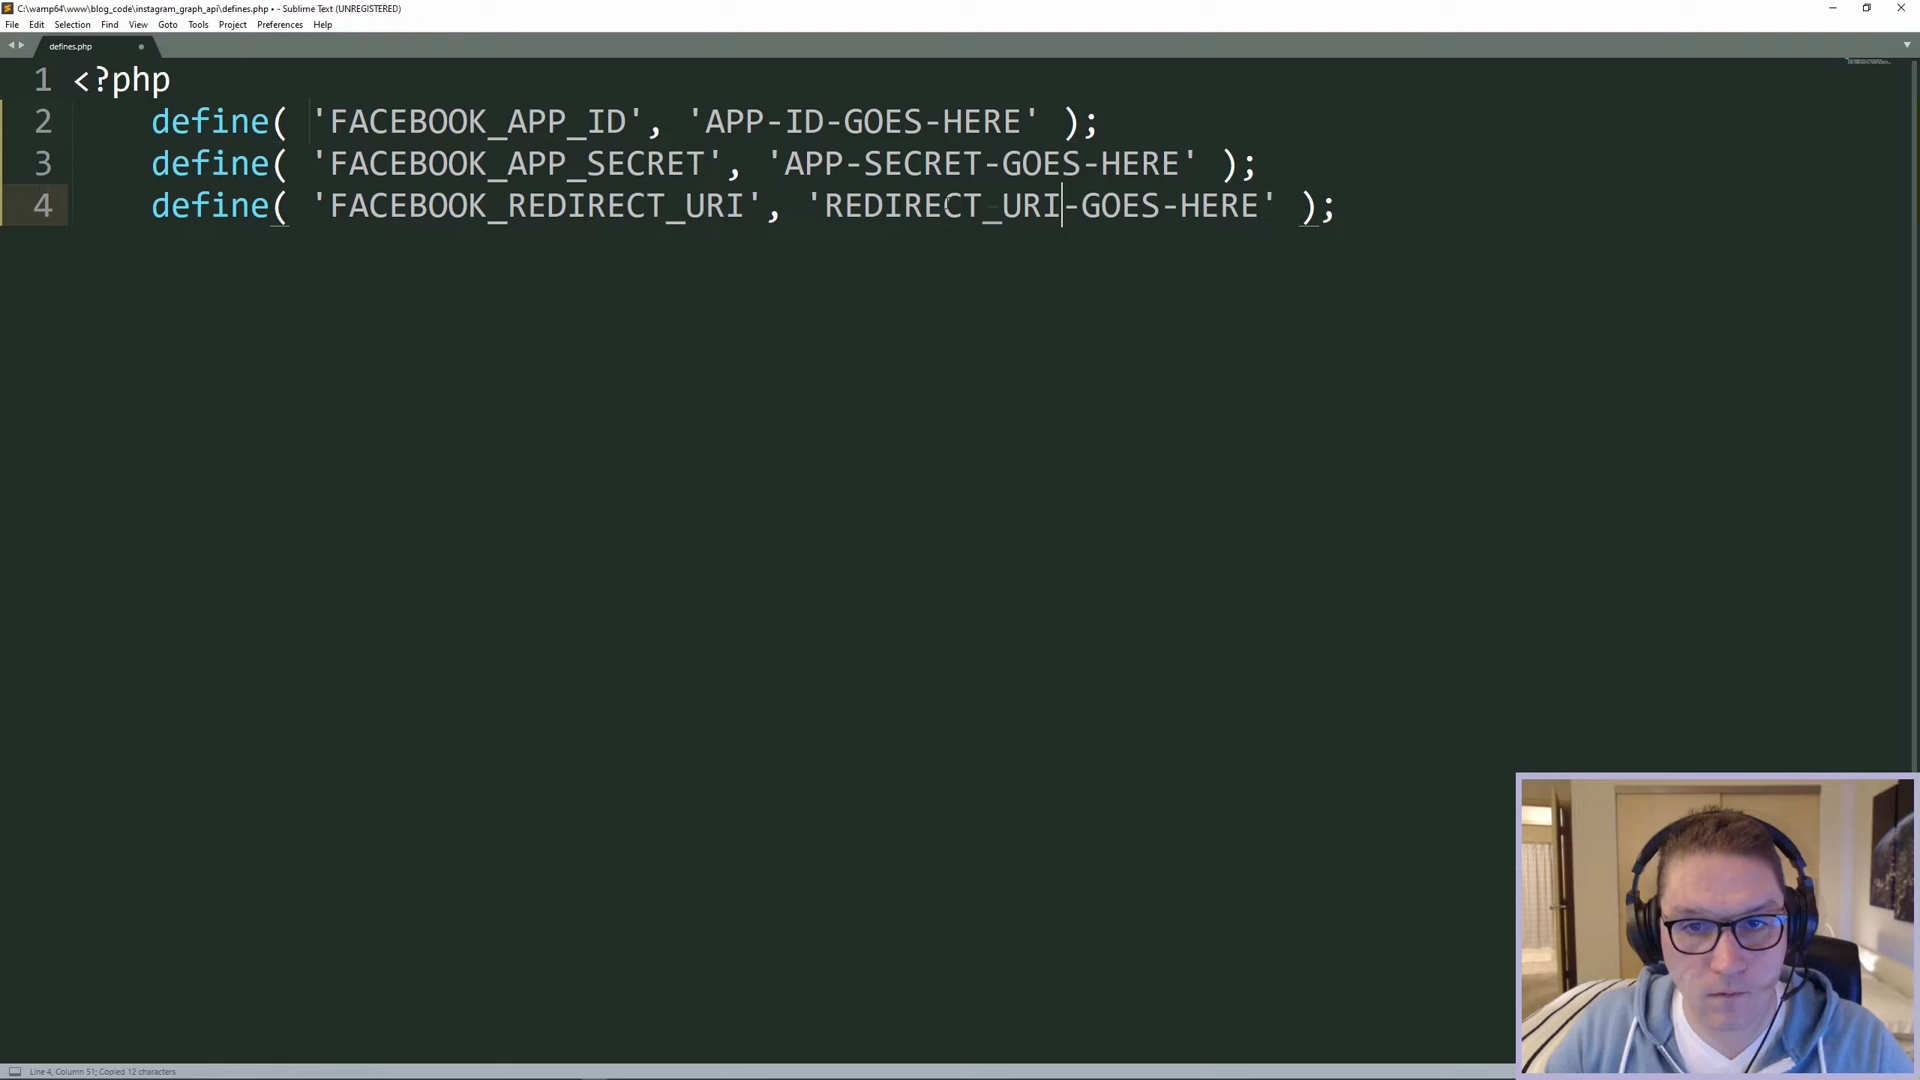 C:\wamp64\www\blog_code\instagram_graph_api\defines.php • - Sublime Text (UNREGISTERED)
File Edit Selection Find View Goto Tools Project Preferences Help
defines.php
1 <?php
2 define( 'FACEBOOK_APP_ID', 'APP-ID-GOES-HERE' );
3 define( 'FACEBOOK_APP_SECRET', 'APP-SECRET-GOES-HERE' );
4 define( 'FACEBOOK_REDIRECT_URI', 'REDIRECT_URI-GOES-HERE' );
Line 4, Column 51; Copied 12 characters